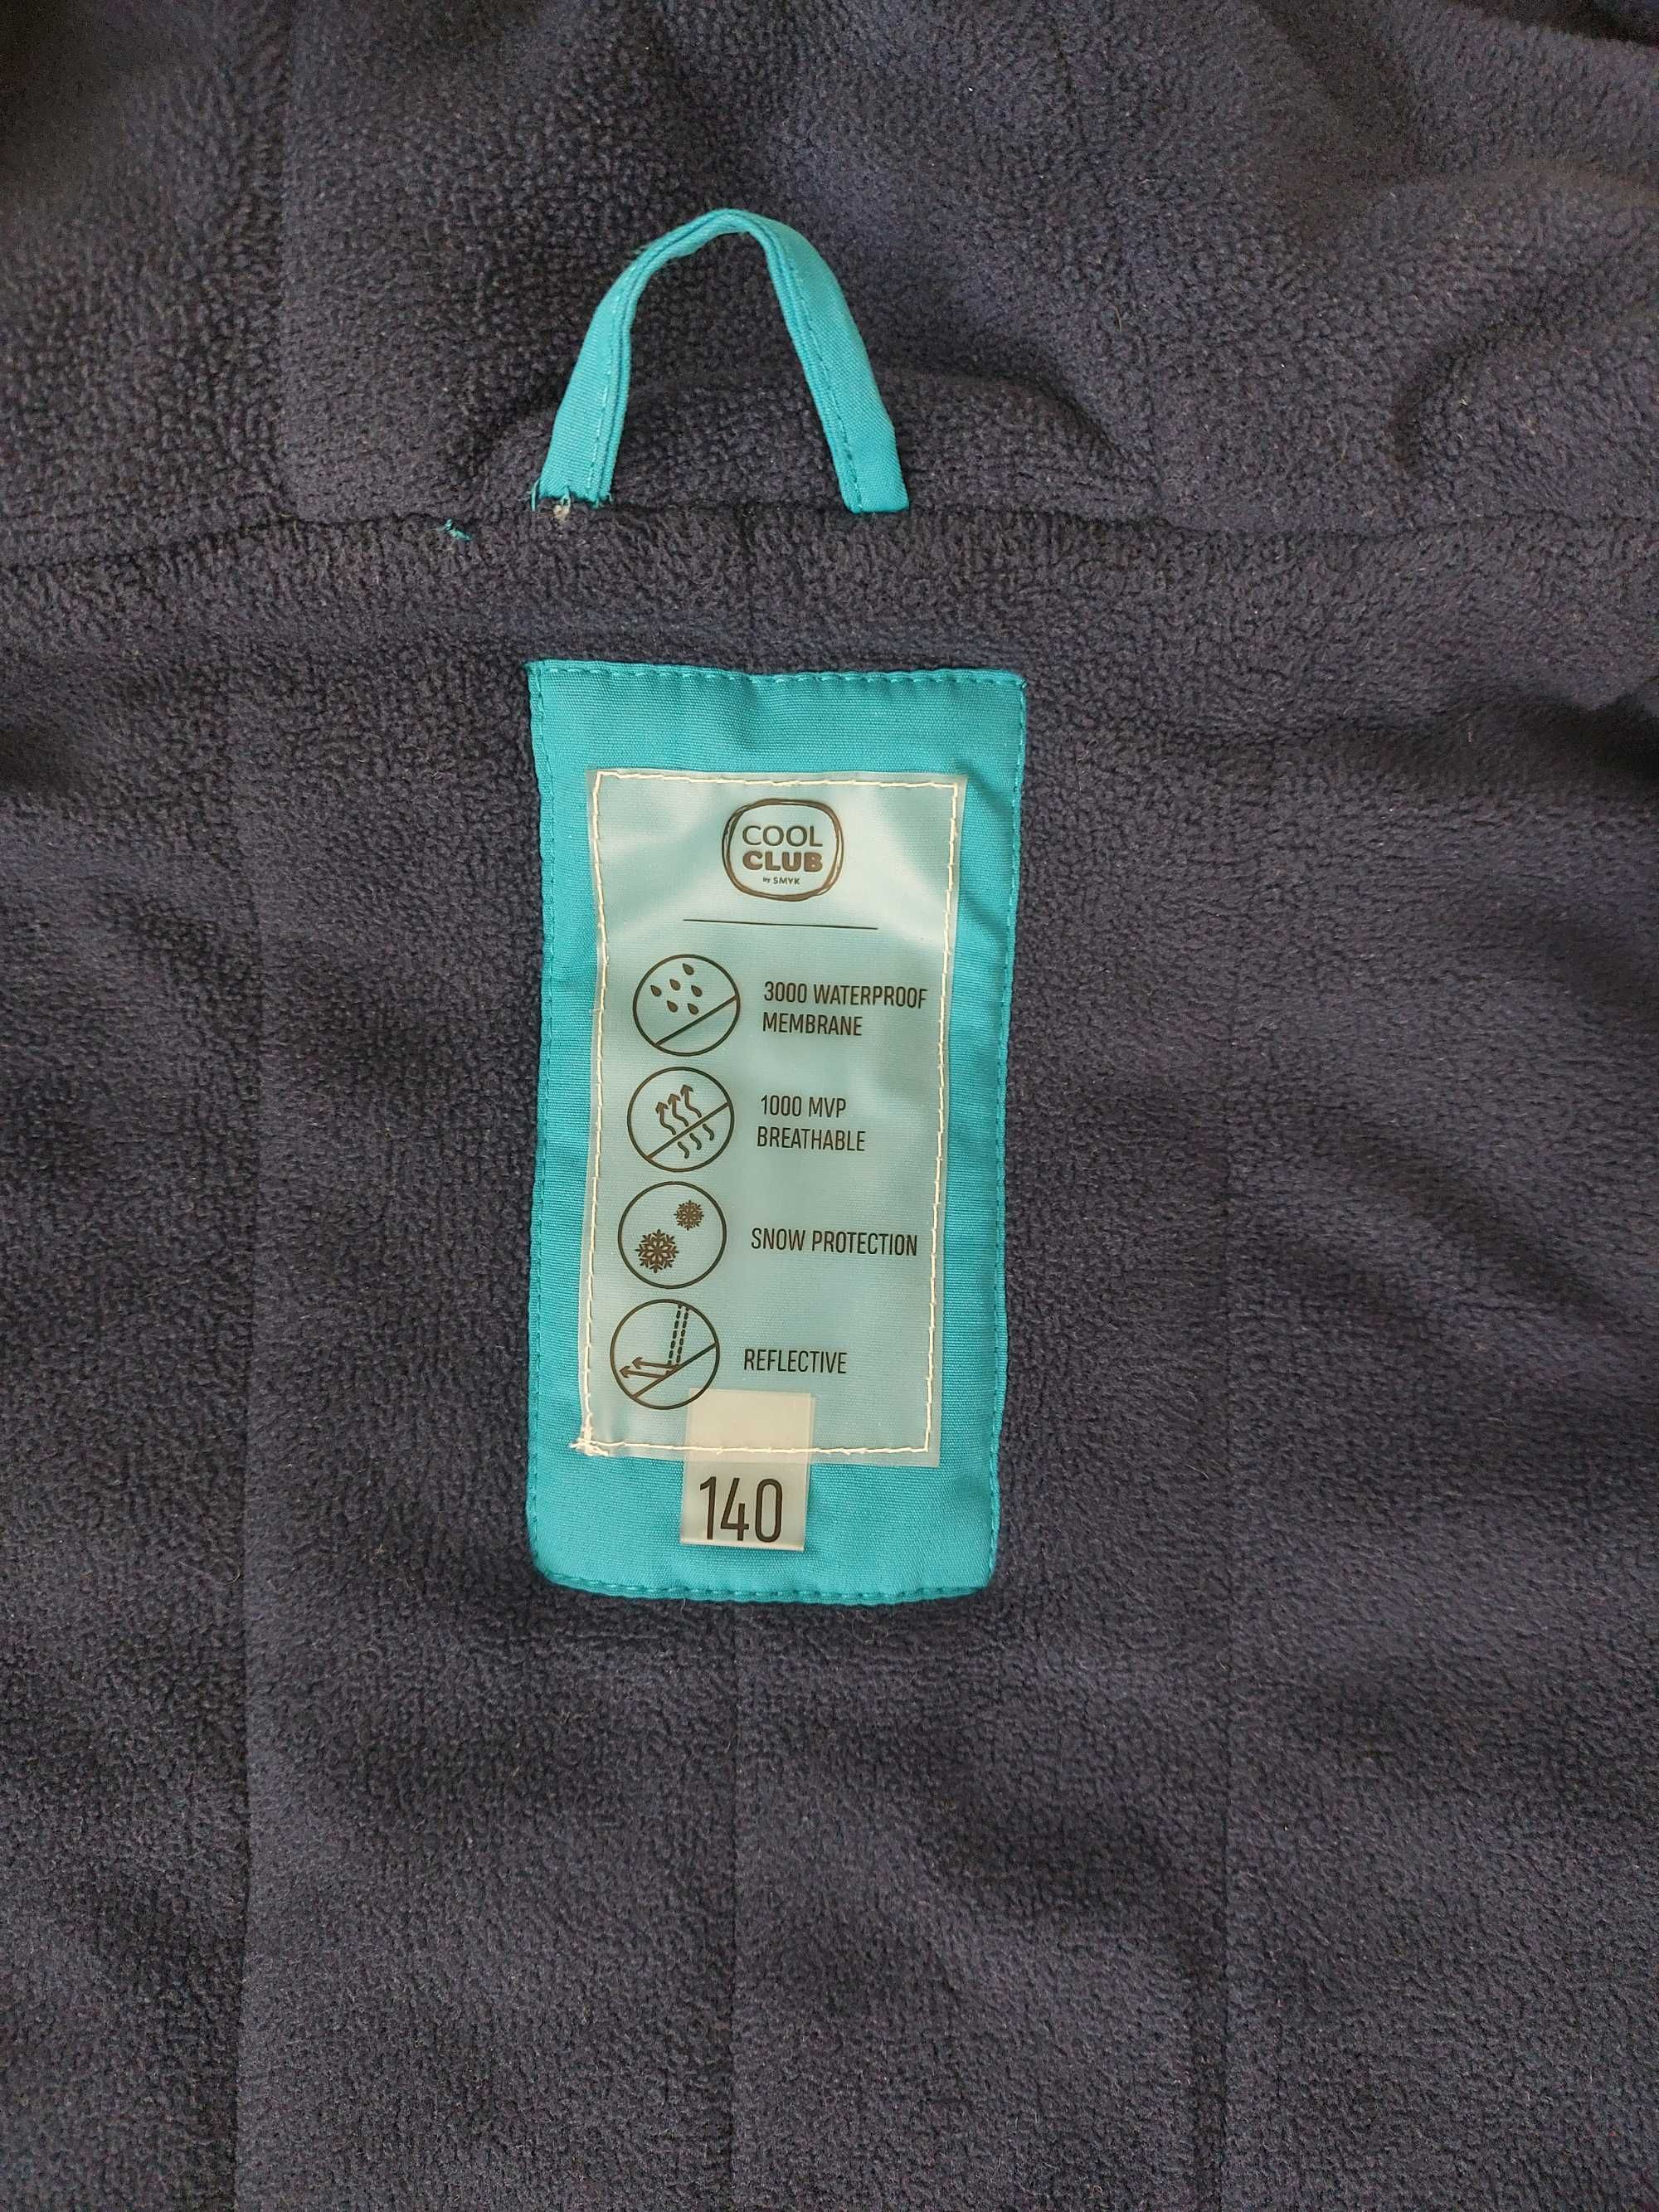 COOL
CLUB
by SMYK
3000 WATERPROOF
MEMBRANE
1000 MVP
BREATHABLE
SNOW PROTECTION
REFLECTIVE
140